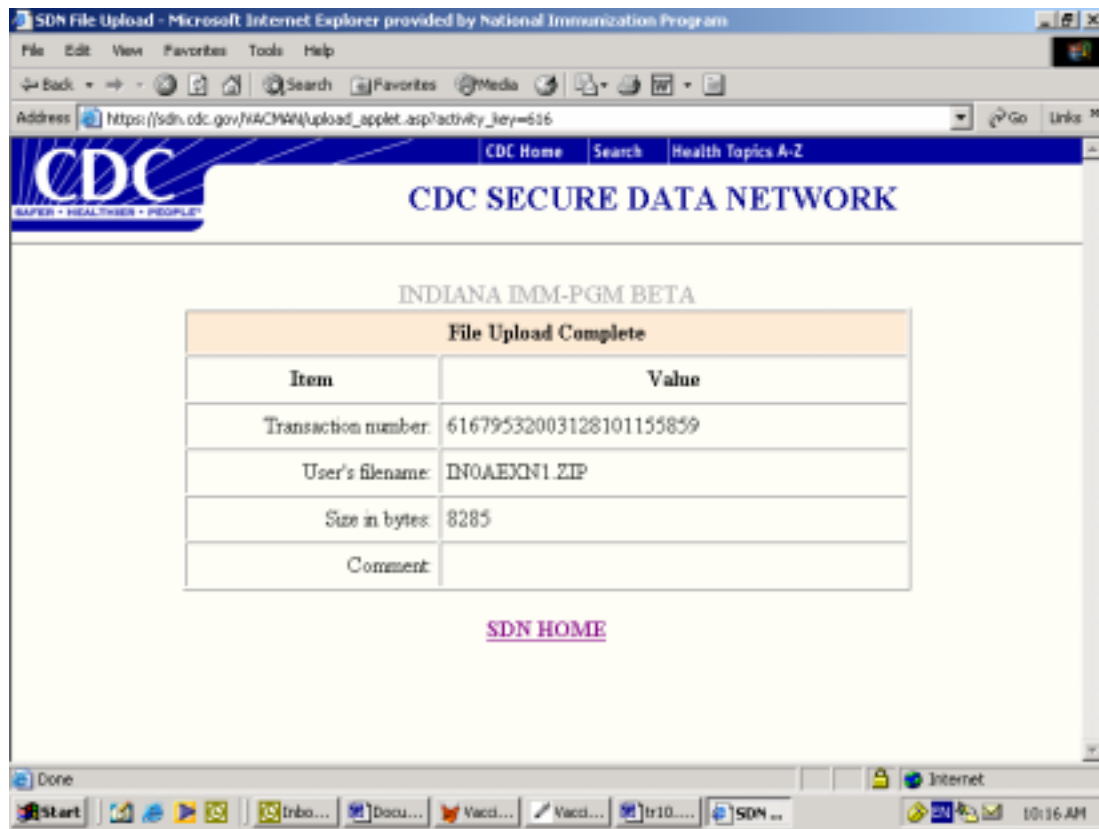 SDN File Upload - Microsoft Internet Explorer provided by National Immunization Program
File Edit View Favorites Tools Help
Back Search Favorites Media
Address https://sdn.cdc.gov/VACMAN/upload_applet.asp?activity_key=616 Go Links
CDC Home Search Health Topics A-Z
CDC
SAFER • HEALTHIER • PEOPLE™
CDC SECURE DATA NETWORK
INDIANA IMM-PGM BETA
File Upload Complete
Item Value
Transaction number: 61679532003128101155859
User's filename: IN0AEXN1.ZIP
Size in bytes: 8285
Comment:
SDN HOME
Done Internet
Start Inbo... Docu... Vacci... Vacci... tr10..... SDN ... EN 10:16 AM